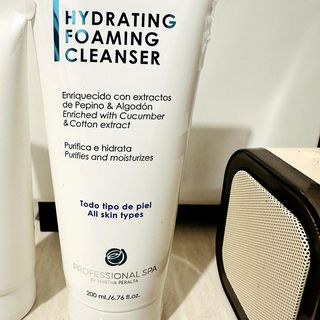 HYDRATING
FOAMING
CLEANSER
Enriquecido con extractos
de Pepino & Algodón
Enriched with Cucumber
& Cotton extract
Purifica e hidrata
Purifies and moisturizes
Todo tipo de piel
All skin types
PROFESSIONAL SPA
BY MARTHA PERALTA
200 mL/6.76 fl.oz.